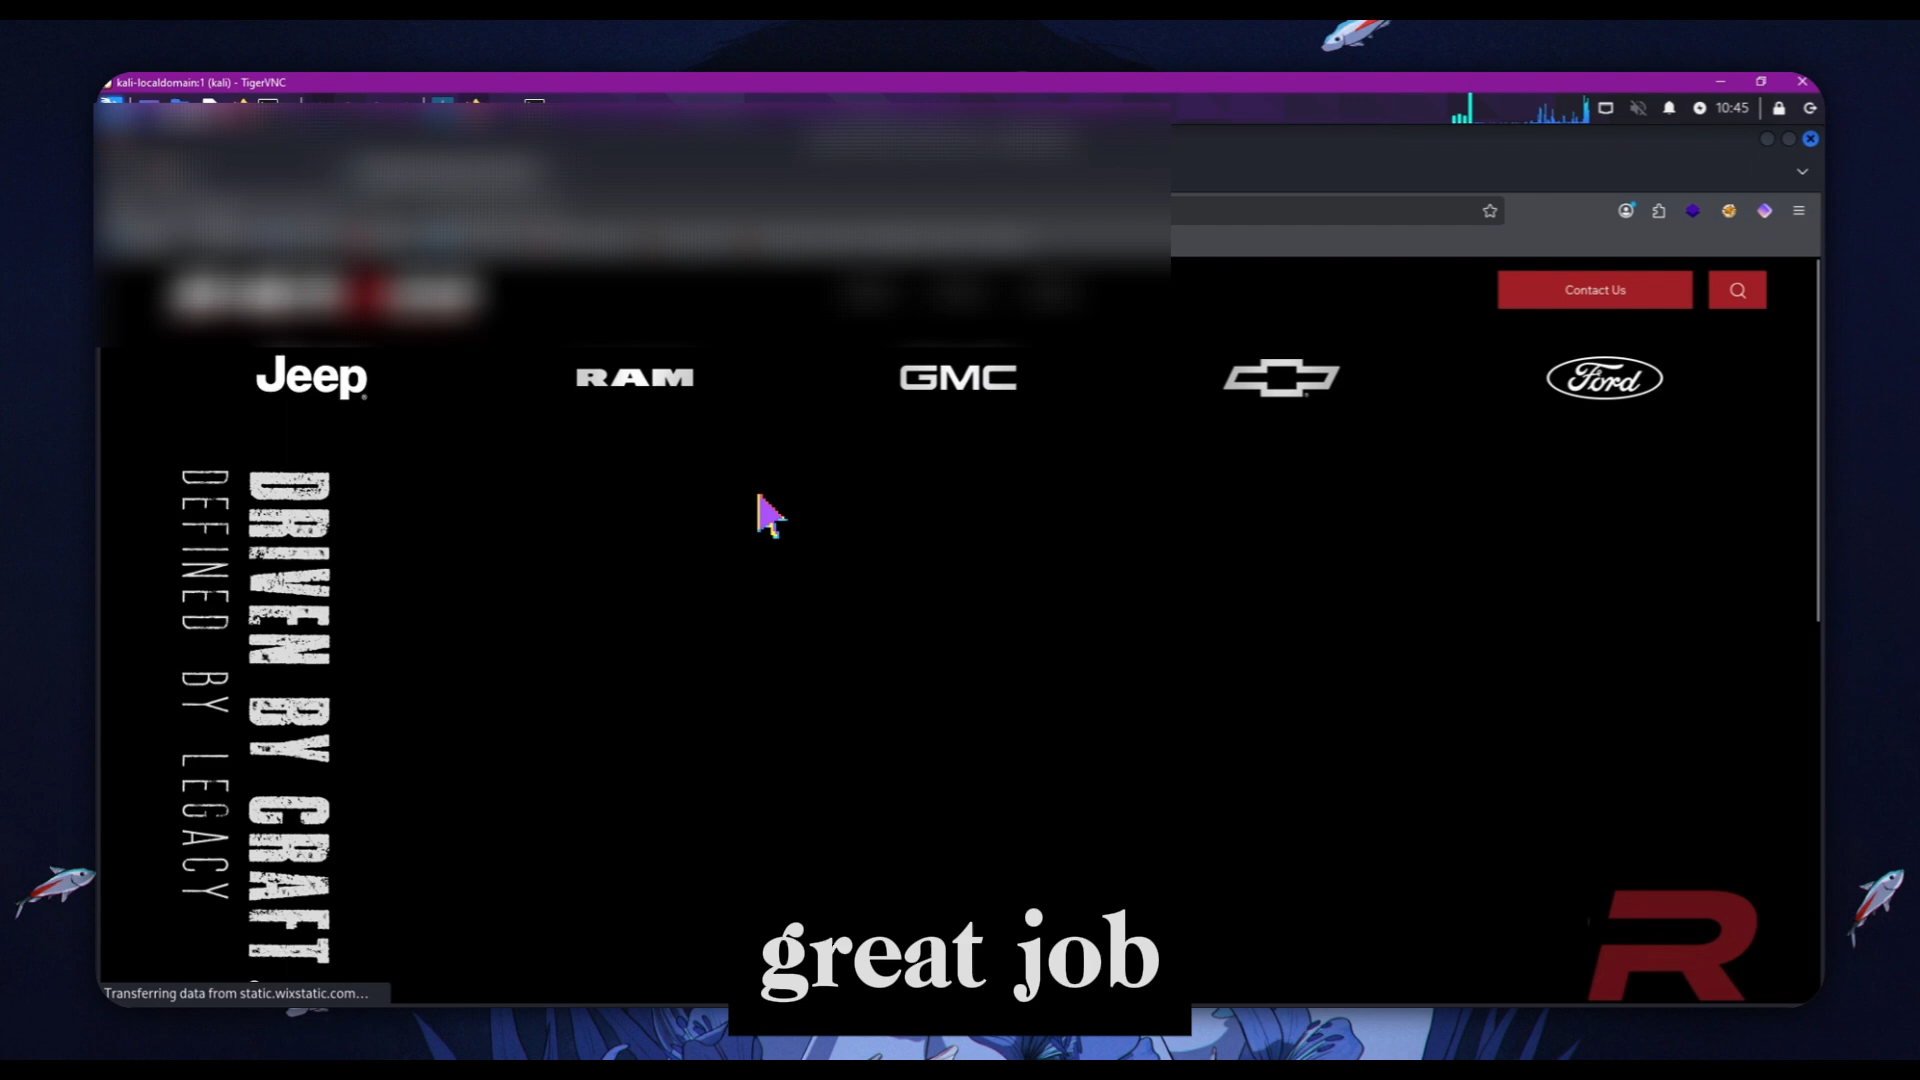 kali-localdomain:1 (kali) - TigerVNC
10:45
Contact Us
Jeep
RAM
GMC
Ford
DRIVEN BY CRAFT
DEFINED BY LEGACY
R
great job
Transferring data from static.wixstatic.com...